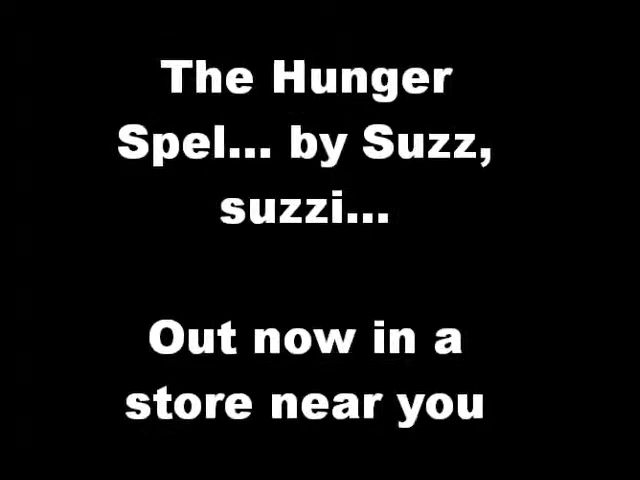 The Hunger
Spel... by Suzz,
suzzi...
Out now in a
store near you